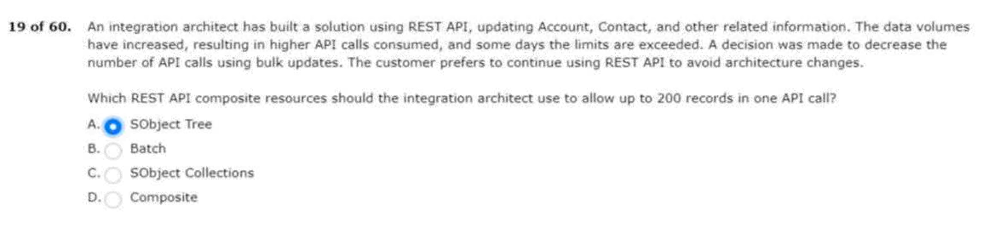 19 of 60. An integration architect has built a solution using REST API, updating Account, Contact, and other related information. The data volumes
have increased, resulting in higher API calls consumed, and some days the limits are exceeded. A decision was made to decrease the
number of API calls using bulk updates. The customer prefers to continue using REST API to avoid architecture changes.
Which REST API composite resources should the integration architect use to allow up to 200 records in one API call?
A. SObject Tree
B. Batch
C. SObject Collections
D. Composite